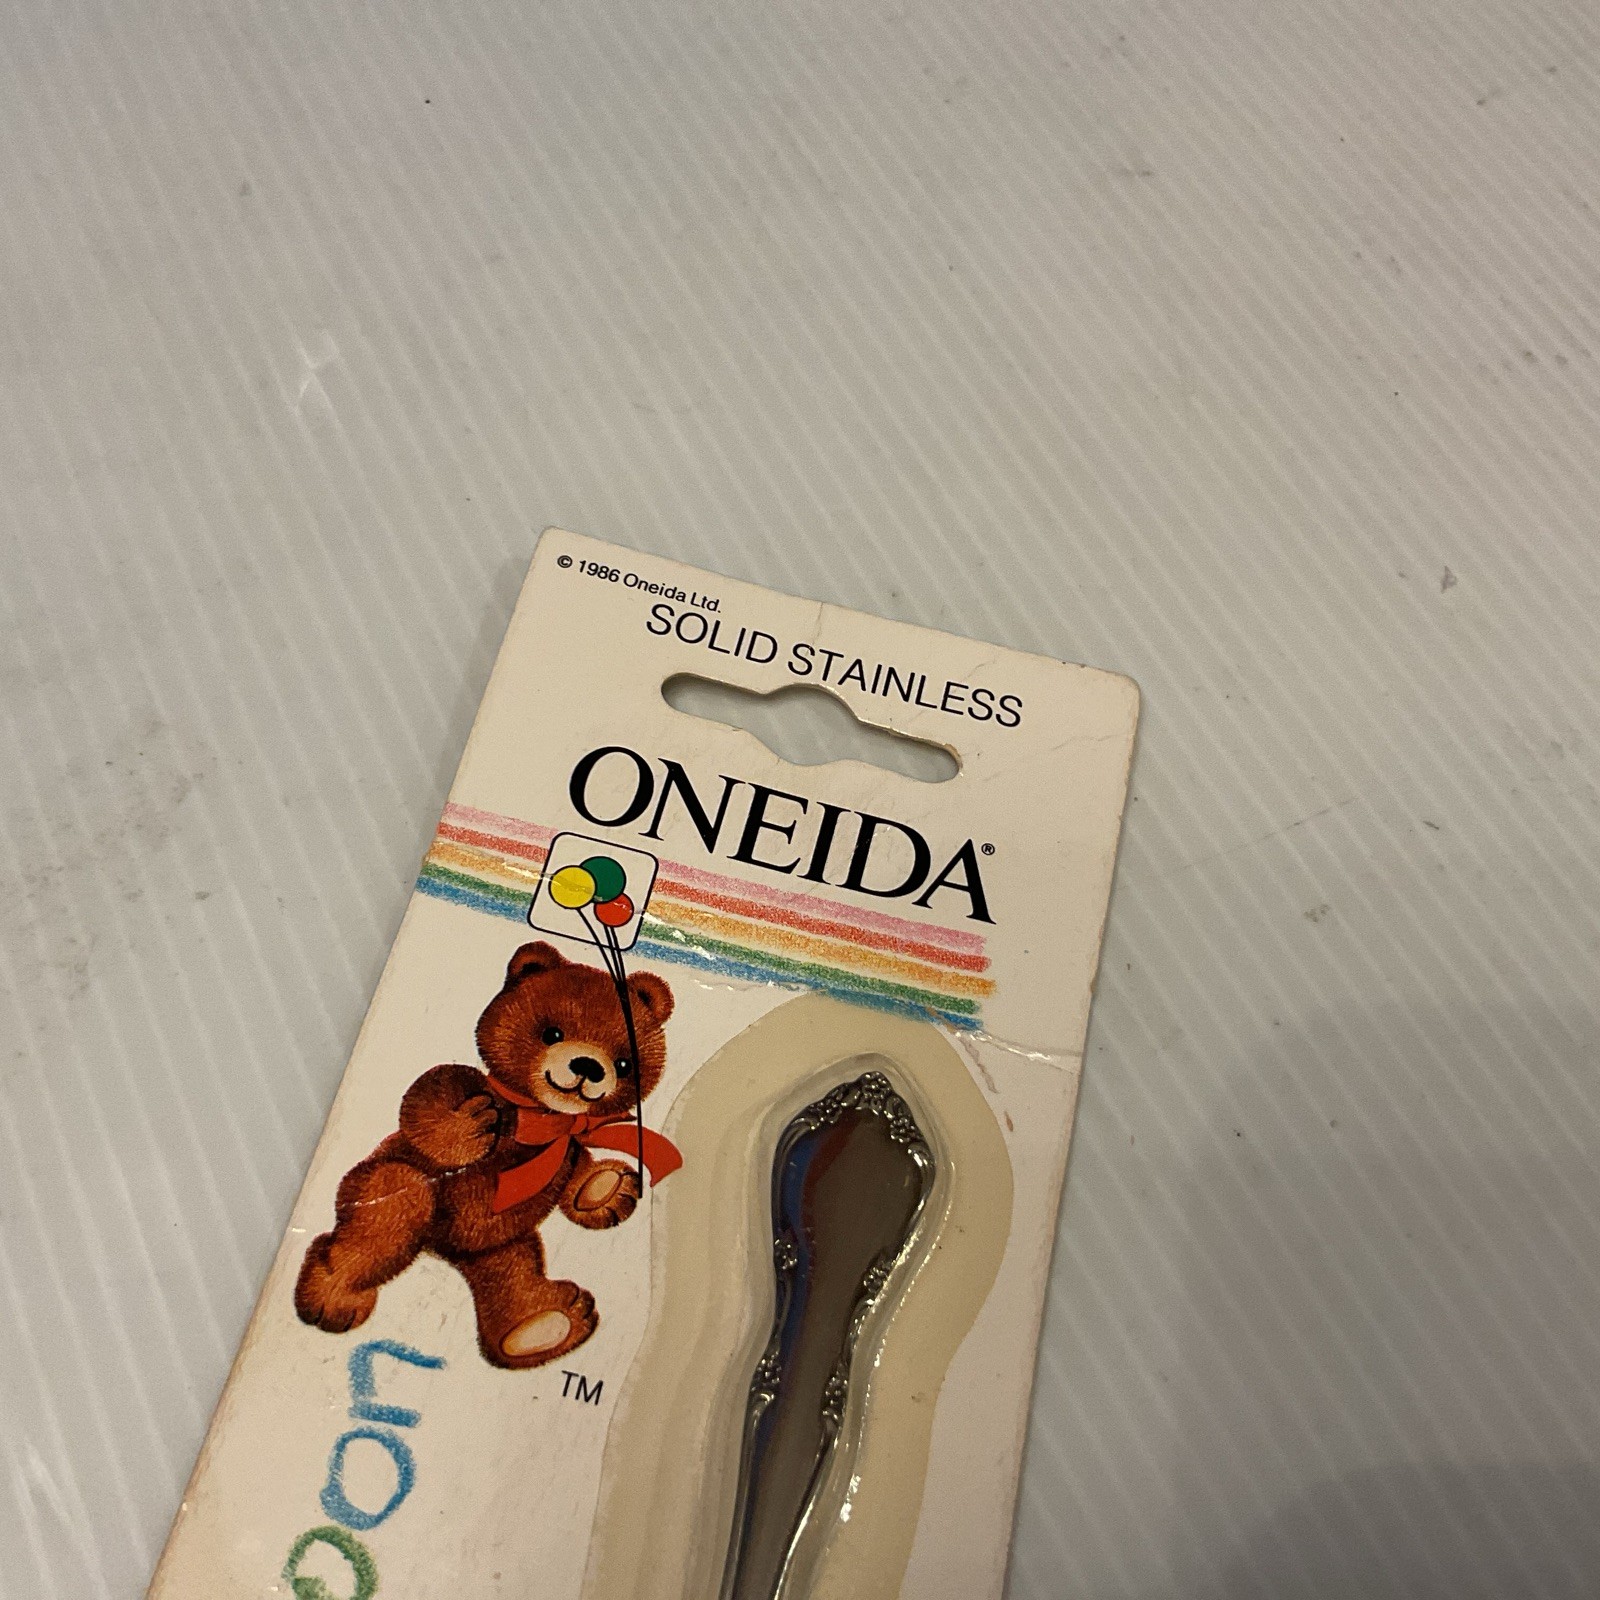 © 1986 Oneida Ltd.
SOLID STAINLESS
ONEIDA®
TM